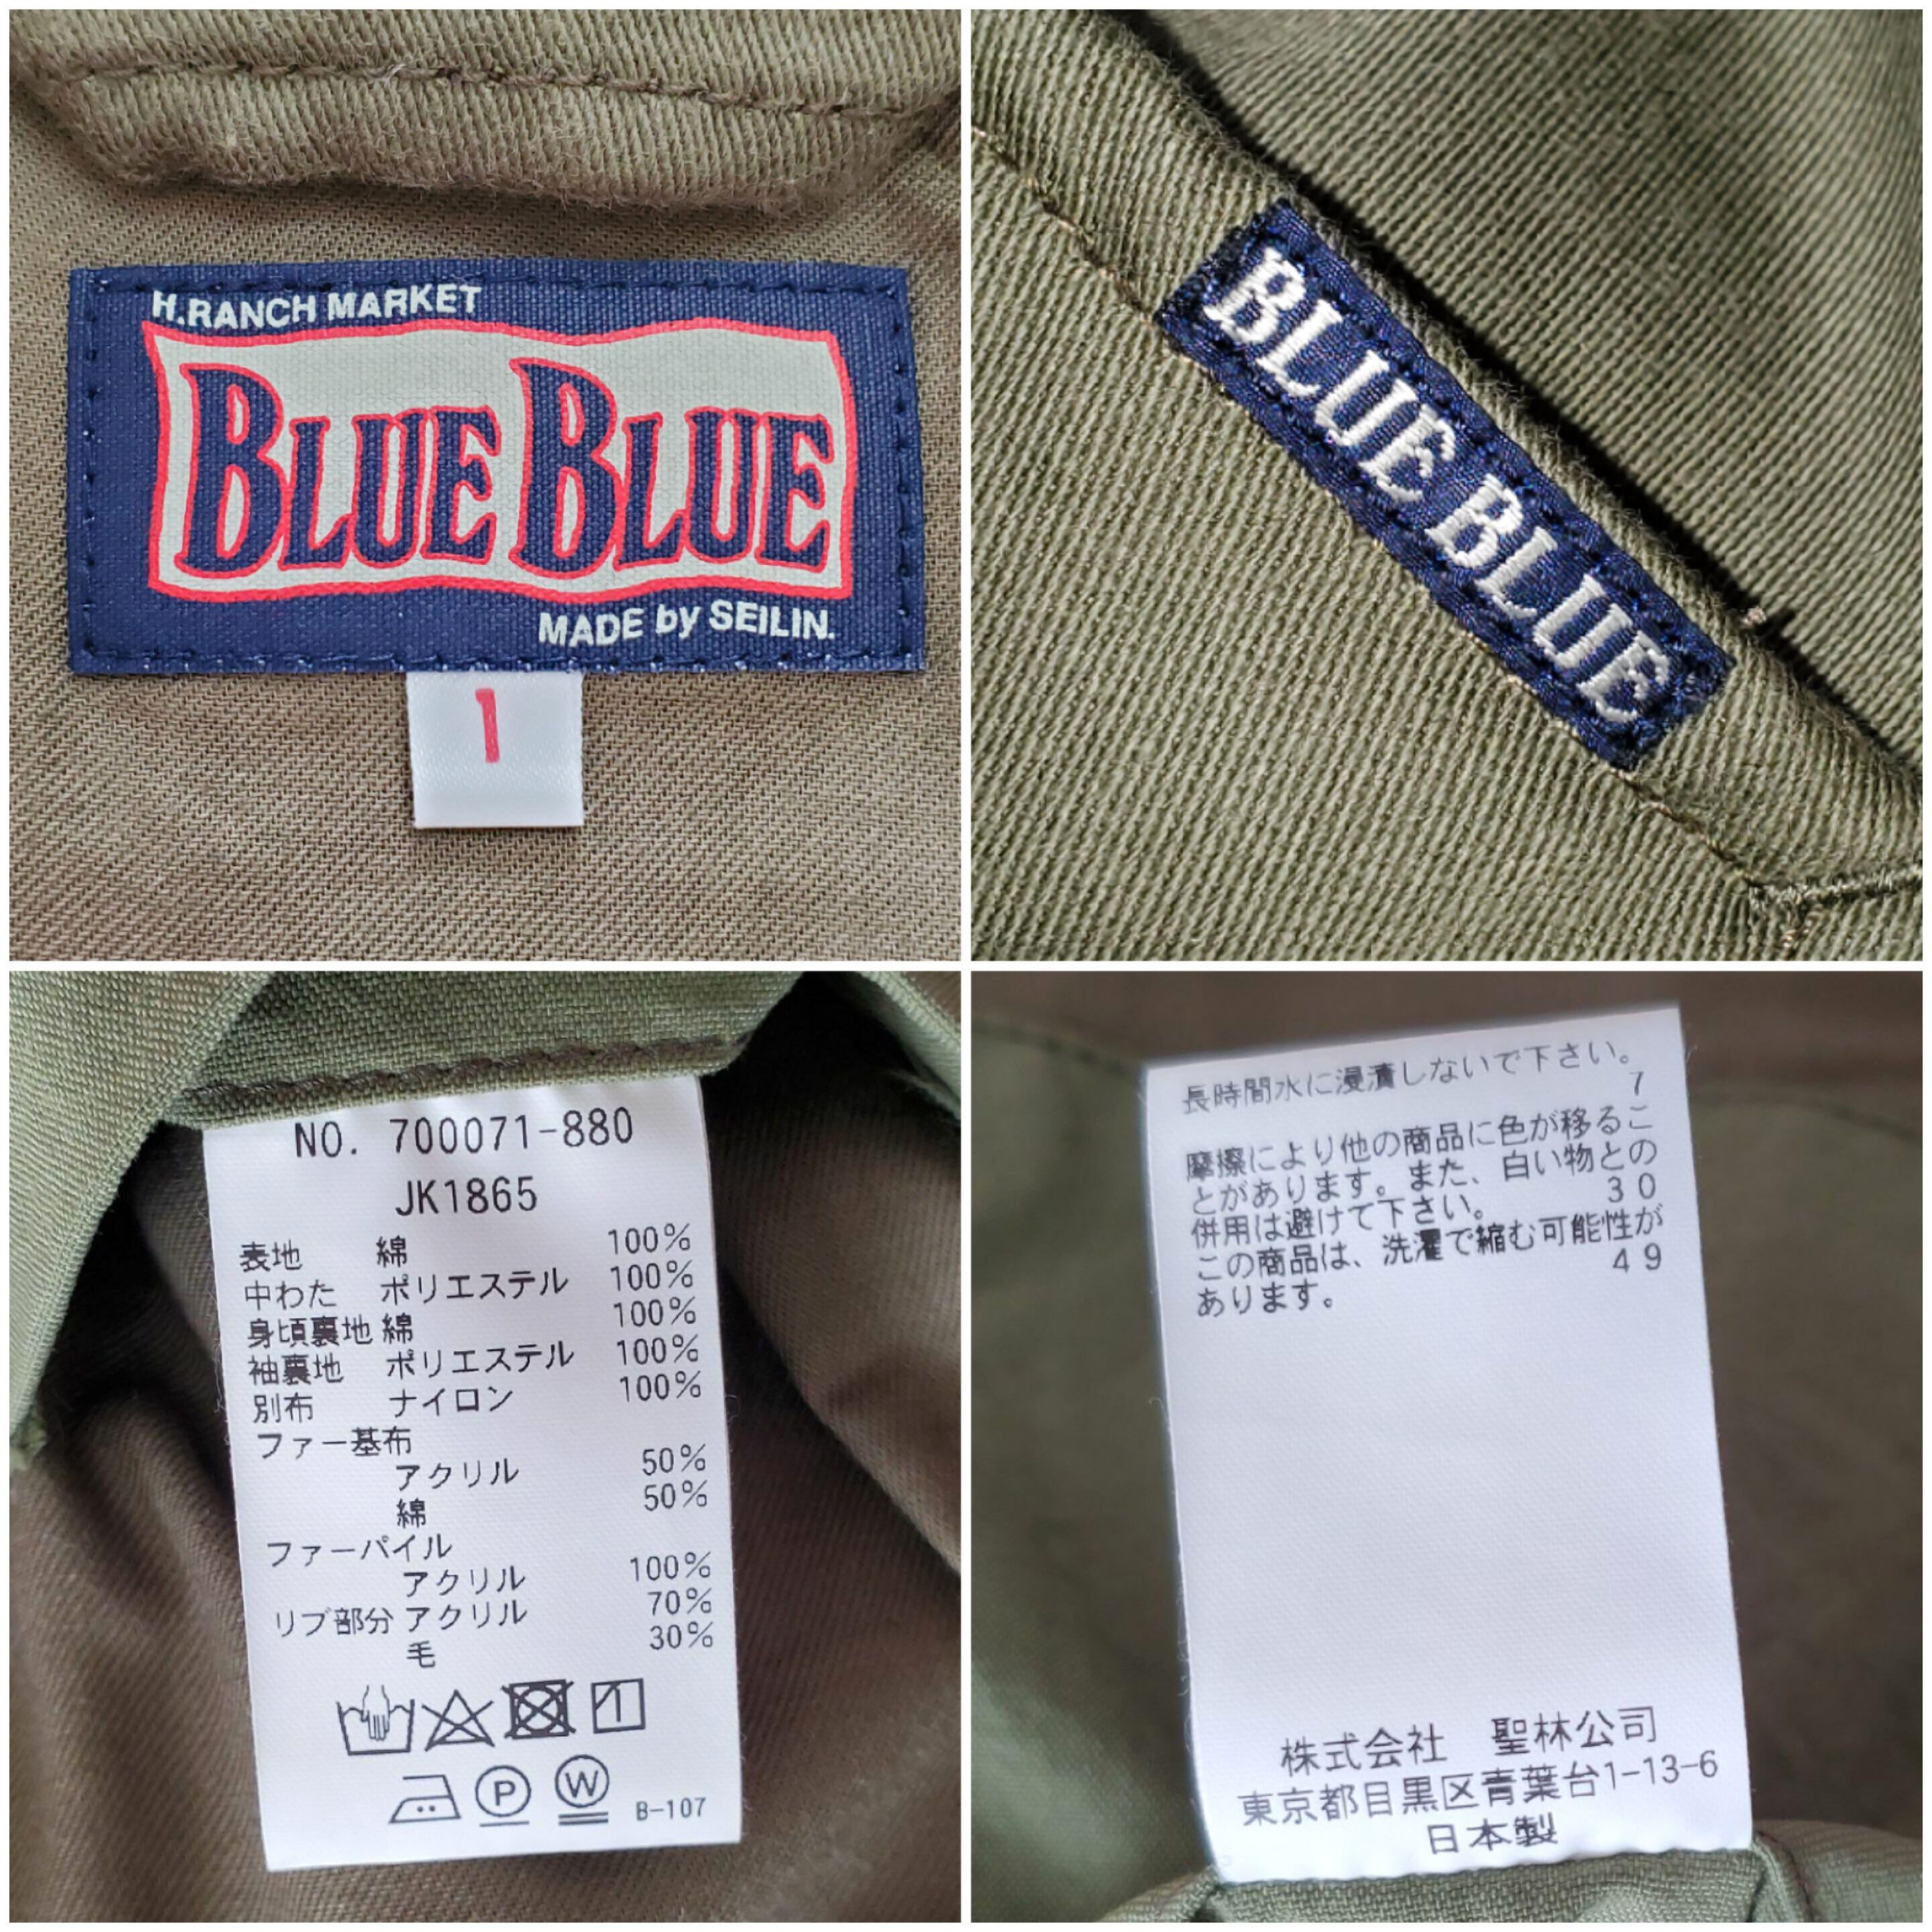 H.RANCH MARKET
BLUE BLUE
MADE by SEILIN.
1
BLUE BLUE
NO. 700071-880
JK1865
表地 綿 100%
中わた ポリエステル 100%
身頃裏地 綿 100%
袖裏地 ポリエステル 100%
別布 ナイロン 100%
ファー基布
アクリル 50%
綿 50%
ファーパイル
アクリル 100%
リブ部分 アクリル 70%
毛 30%
P W B-107
長時間水に浸漬しないで下さい。
7
摩擦により他の商品に色が移るこ
とがあります。また、白い物との
併用は避けて下さい。 30
この商品は、洗濯で縮む可能性が
あります。 49
株式会社 聖林公司
東京都目黒区青葉台1-13-6
日本製